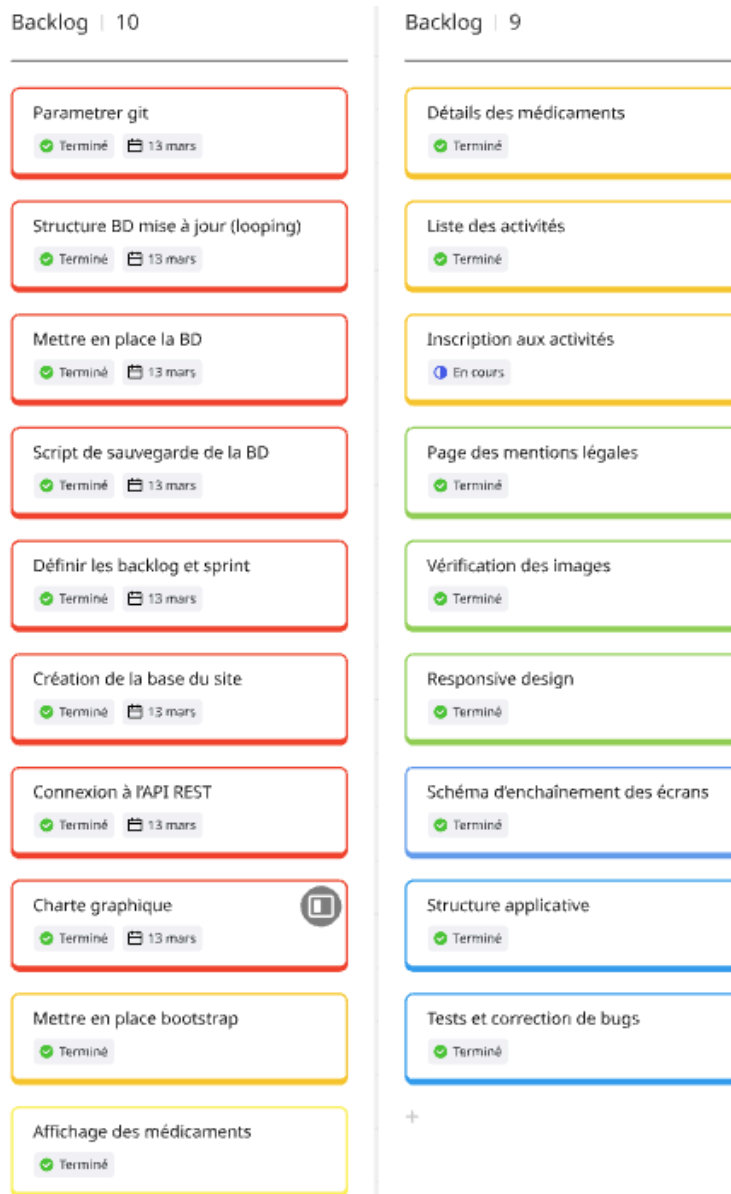 Backlog | 10
Parametrer git
Terminé 13 mars
Structure BD mise à jour (looping)
Terminé 13 mars
Mettre en place la BD
Terminé 13 mars
Script de sauvegarde de la BD
Terminé 13 mars
Définir les backlog et sprint
Terminé 13 mars
Création de la base du site
Terminé 13 mars
Connexion à l'API REST
Terminé 13 mars
Charte graphique
Terminé 13 mars
Mettre en place bootstrap
Terminé
Affichage des médicaments
Terminé
Backlog | 9
Détails des médicaments
Terminé
Liste des activités
Terminé
Inscription aux activités
En cours
Page des mentions légales
Terminé
Vérification des images
Terminé
Responsive design
Terminé
Schéma d'enchaînement des écrans
Terminé
Structure applicative
Terminé
Tests et correction de bugs
Terminé
+